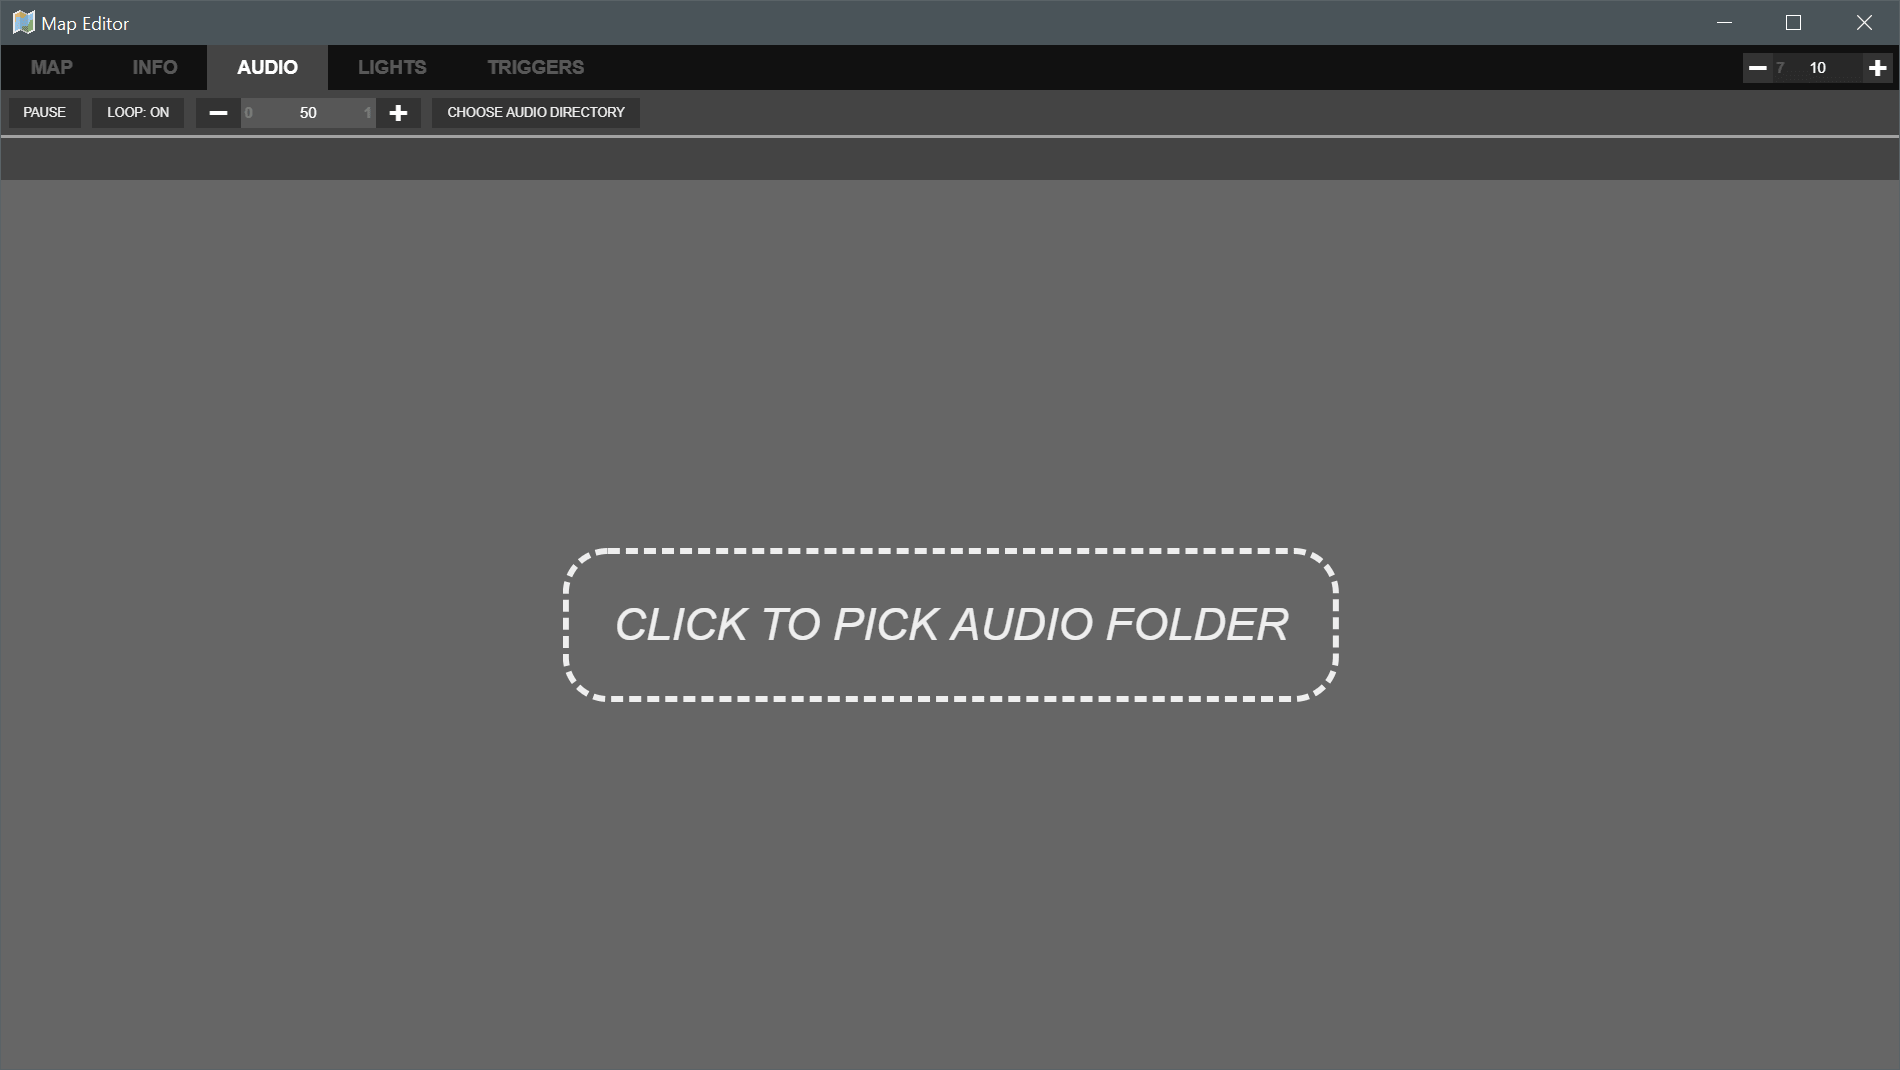 Map Editor
MAP INFO AUDIO LIGHTS TRIGGERS 7 10
PAUSE LOOP: ON 0 50 1 CHOOSE AUDIO DIRECTORY
CLICK TO PICK AUDIO FOLDER